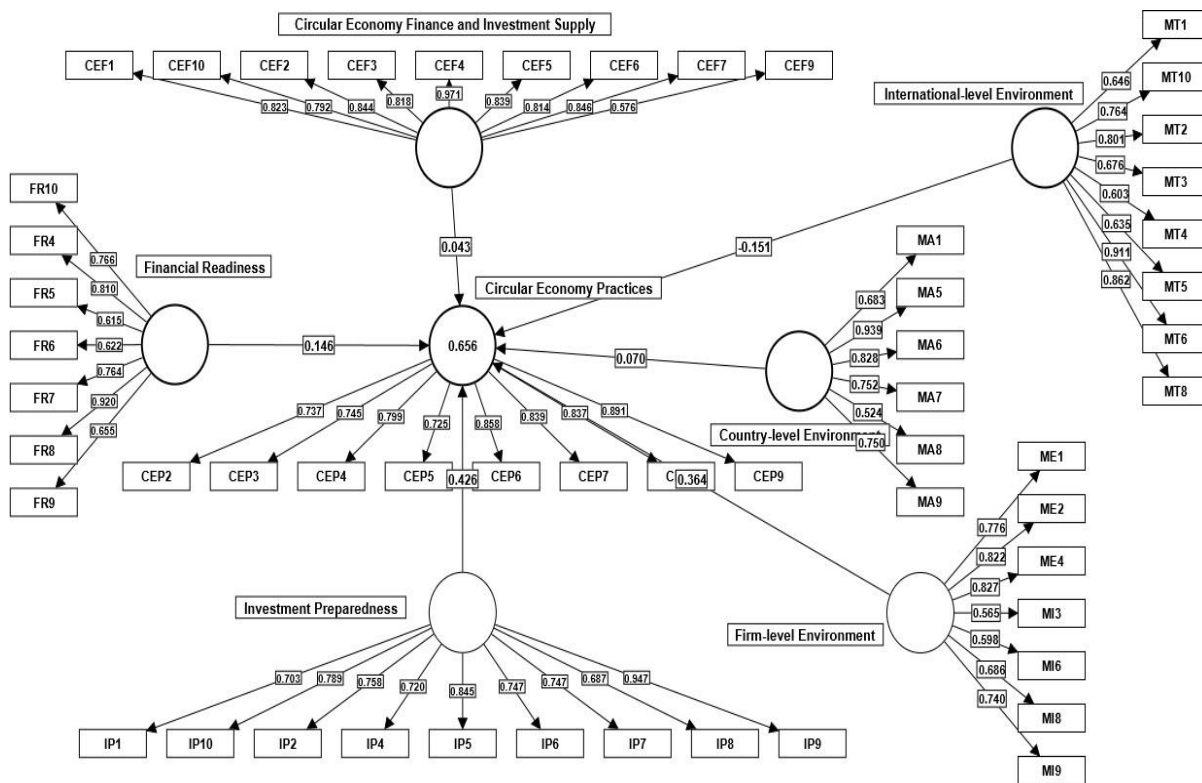 Circular Economy Finance and Investment Supply
CEF1 CEF10 CEF2 CEF3 CEF4 CEF5 CEF6 CEF7 CEF9
0.823 0.792 0.844 0.818 0.971 0.839 0.814 0.846 0.576
International-level Environment
MT1
MT10
MT2
MT3
MT4
MT5
MT6
MT8
0.646
0.764
0.801
0.676
0.603
0.635
0.911
0.862
-0.151
0.043
FR10
FR4
FR5
FR6
FR7
FR8
FR9
0.766
0.810
0.615
0.622
0.764
0.920
0.655
Financial Readiness
0.146
Circular Economy Practices
0.656
0.070
MA1
MA5
MA6
MA7
MA8
MA9
0.683
0.939
0.828
0.752
0.524
0.750
Country-level Environment
0.737 0.745 0.799 0.725 0.858 0.839 0.837 0.891
CEP2 CEP3 CEP4 CEP5 CEP6 CEP7 CEP9
0.426
0.364
ME1
ME2
ME4
MI3
MI6
MI8
MI9
0.776
0.822
0.827
0.565
0.598
0.686
0.740
Firm-level Environment
Investment Preparedness
0.703 0.789 0.758 0.720 0.845 0.747 0.747 0.687 0.947
IP1 IP10 IP2 IP4 IP5 IP6 IP7 IP8 IP9